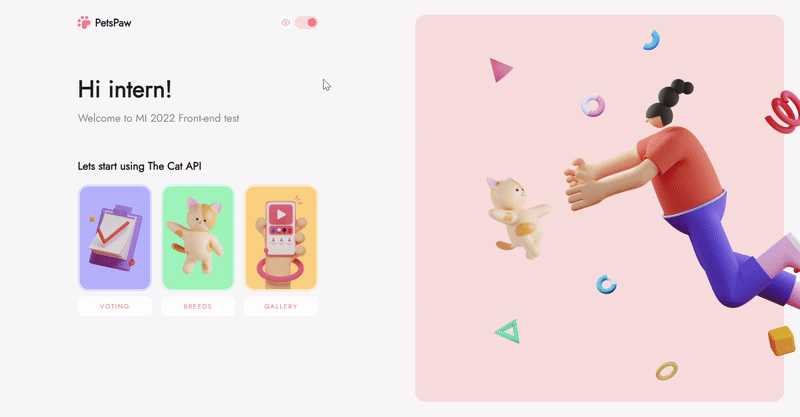 PetsPaw
Hi intern!
Welcome to MI 2022 Front-end test
Lets start using The Cat API
VOTING
BREEDS
GALLERY